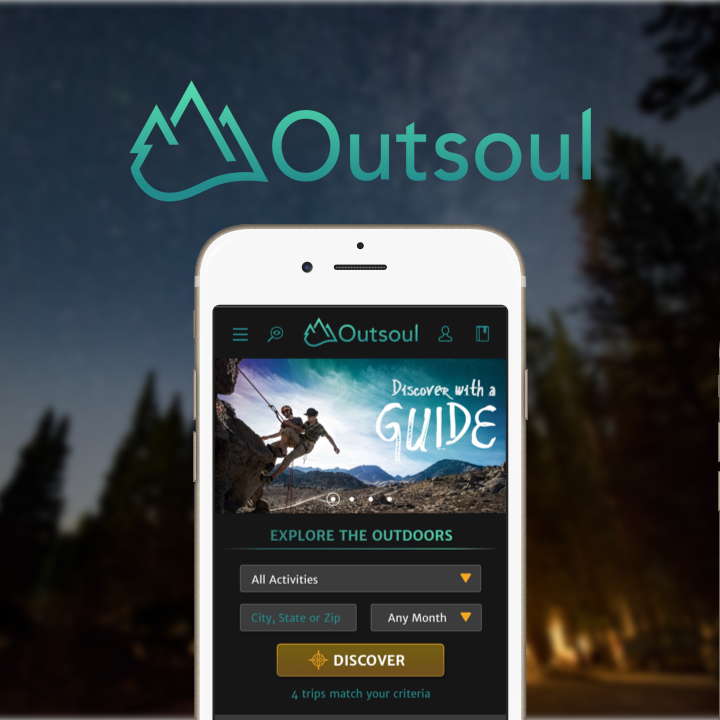 Outsoul
Outsoul
Discover with a
GUIDE
EXPLORE THE OUTDOORS
All Activities
City, State or Zip
Any Month
DISCOVER
4 trips match your criteria